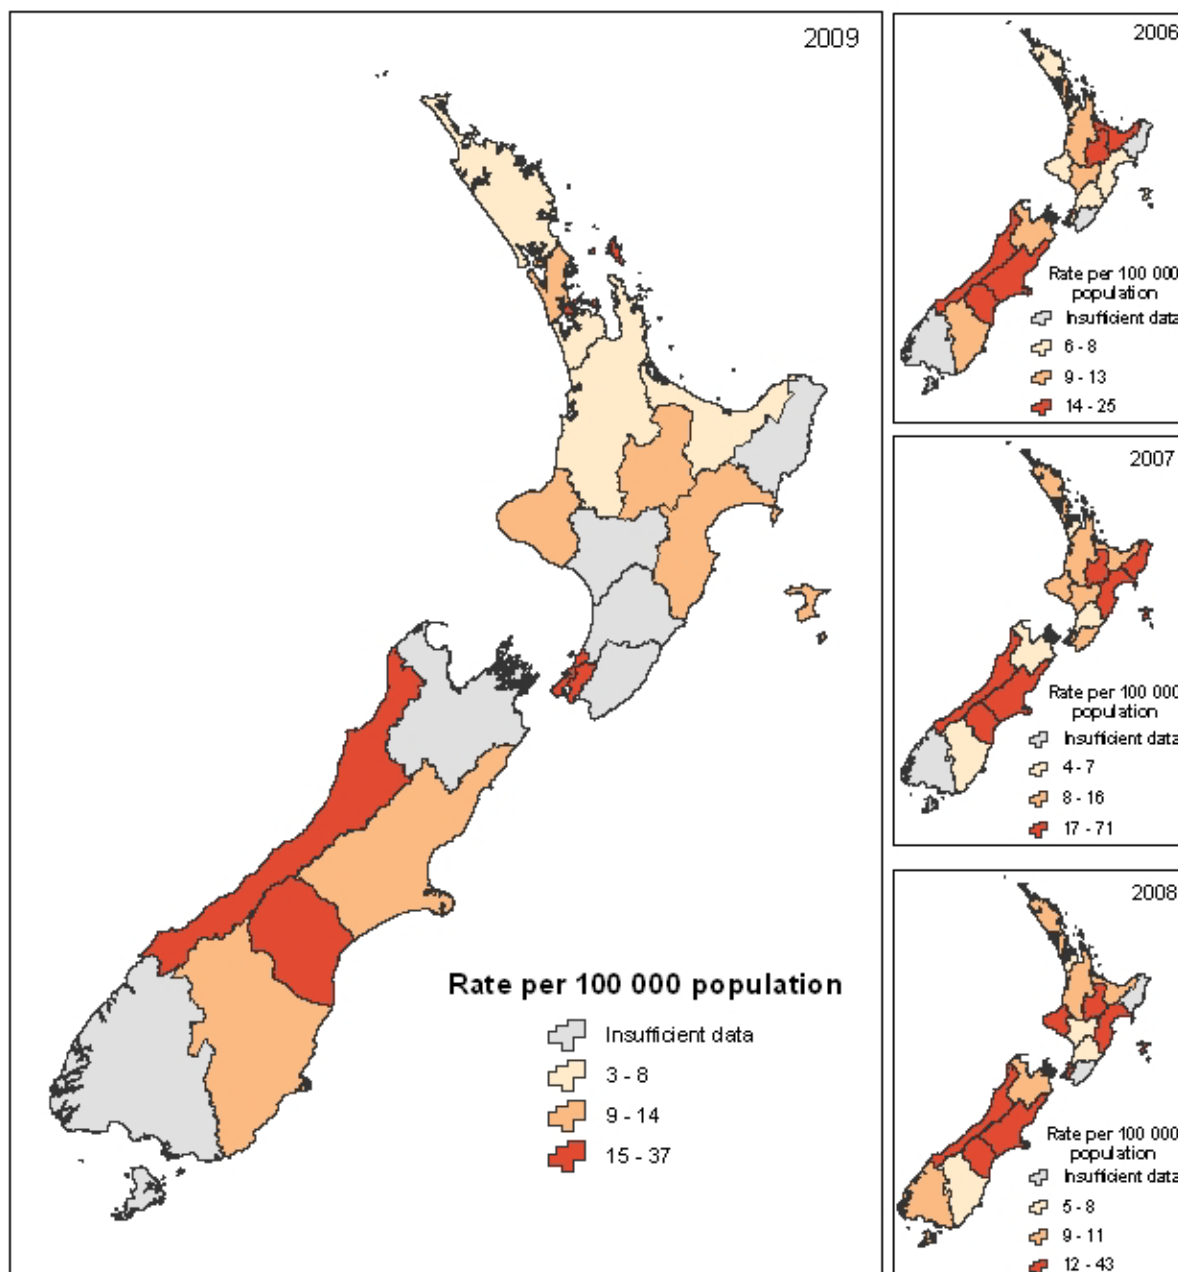 2009
Rate per 100 000 population
Insufficient data
3 - 8
9 - 14
15 - 37
2006
Rate per 100 000
population
Insufficient data
6 - 8
9 - 13
14 - 25
2007
Rate per 100 000
population
Insufficient data
4 - 7
8 - 16
17 - 71
2008
Rate per 100 000
population
Insufficient data
5 - 8
9 - 11
12 - 43